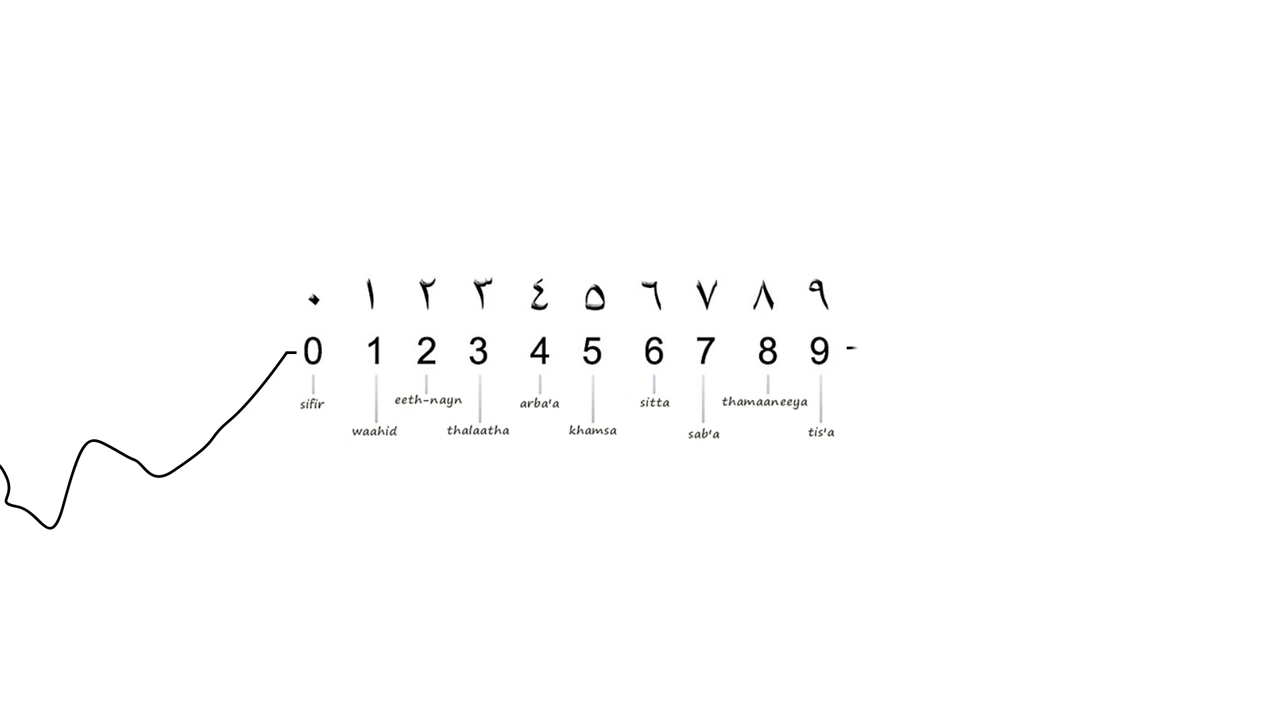 ٠ ١ ٢ ٣ ٤ ٥ ٦ ٧ ٨ ٩
0 1 2 3 4 5 6 7 8 9 -
sifir eeth-nayn arba'a sitta thamaaneeya
waahid thalaatha khamsa sab'a tis'a